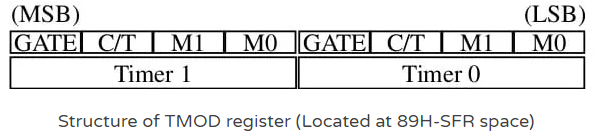 (MSB) (LSB)
GATE C/T M1 M0 GATE C/T M1 M0
Timer 1 Timer 0
Structure of TMOD register (Located at 89H-SFR space)